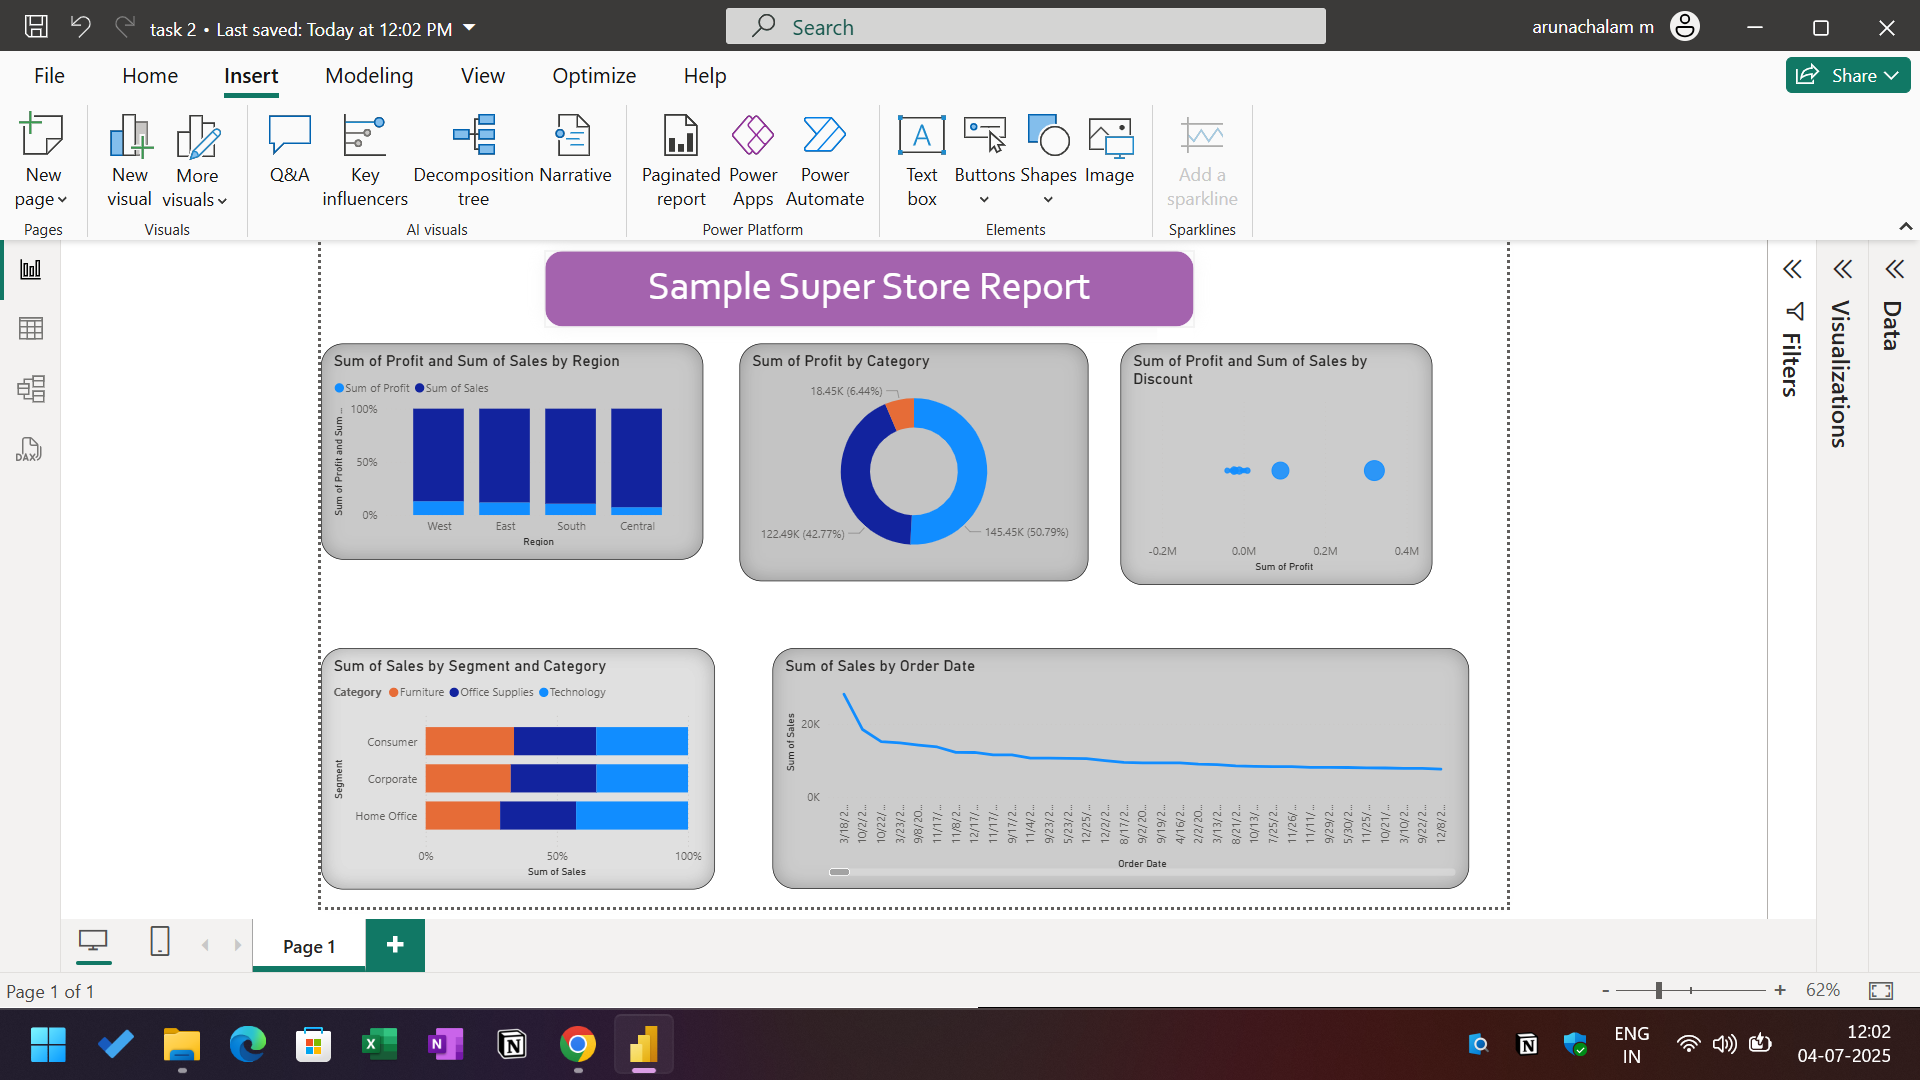 task 2 • Last saved: Today at 12:02 PM
Search
arunachalam m
File Home Insert Modeling View Optimize Help
Share
New page
New visual
More visuals
Q&A
Key influencers
Decomposition tree
Narrative
Paginated report
Power Apps
Power Automate
Text box
Buttons
Shapes
Image
Add a sparkline
Pages
Visuals
AI visuals
Power Platform
Elements
Sparklines
DAX
Sample Super Store Report
Sum of Profit and Sum of Sales by Region
Sum of Profit Sum of Sales
Sum of Profit and Sum ...
100%
50%
0%
West East South Central
Region
Sum of Profit by Category
18.45K (6.44%)
122.49K (42.77%)
145.45K (50.79%)
Sum of Profit and Sum of Sales by
Discount
-0.2M 0.0M 0.2M 0.4M
Sum of Profit
Sum of Sales by Segment and Category
Category Furniture Office Supplies Technology
Segment
Consumer
Corporate
Home Office
0% 50% 100%
Sum of Sales
Sum of Sales by Order Date
Sum of Sales
20K
0K
3/18/2... 10/2/2... 10/22/... 3/23/2... 9/8/20... 11/17/... 11/8/2... 12/17/... 11/17/... 9/17/2... 11/4/2... 9/23/2... 5/23/2... 12/25/... 12/2/2... 8/17/2... 9/2/20... 9/19/2... 4/16/2... 2/2/20... 3/13/2... 8/21/2... 10/13/... 7/25/2... 11/26/... 11/11/... 9/29/2... 5/30/2... 11/25/... 10/21/... 3/10/2... 9/22/2... 12/8/2...
Order Date
Filters
Visualizations
Data
Page 1
Page 1 of 1
- + 62%
ENG
IN
12:02
04-07-2025